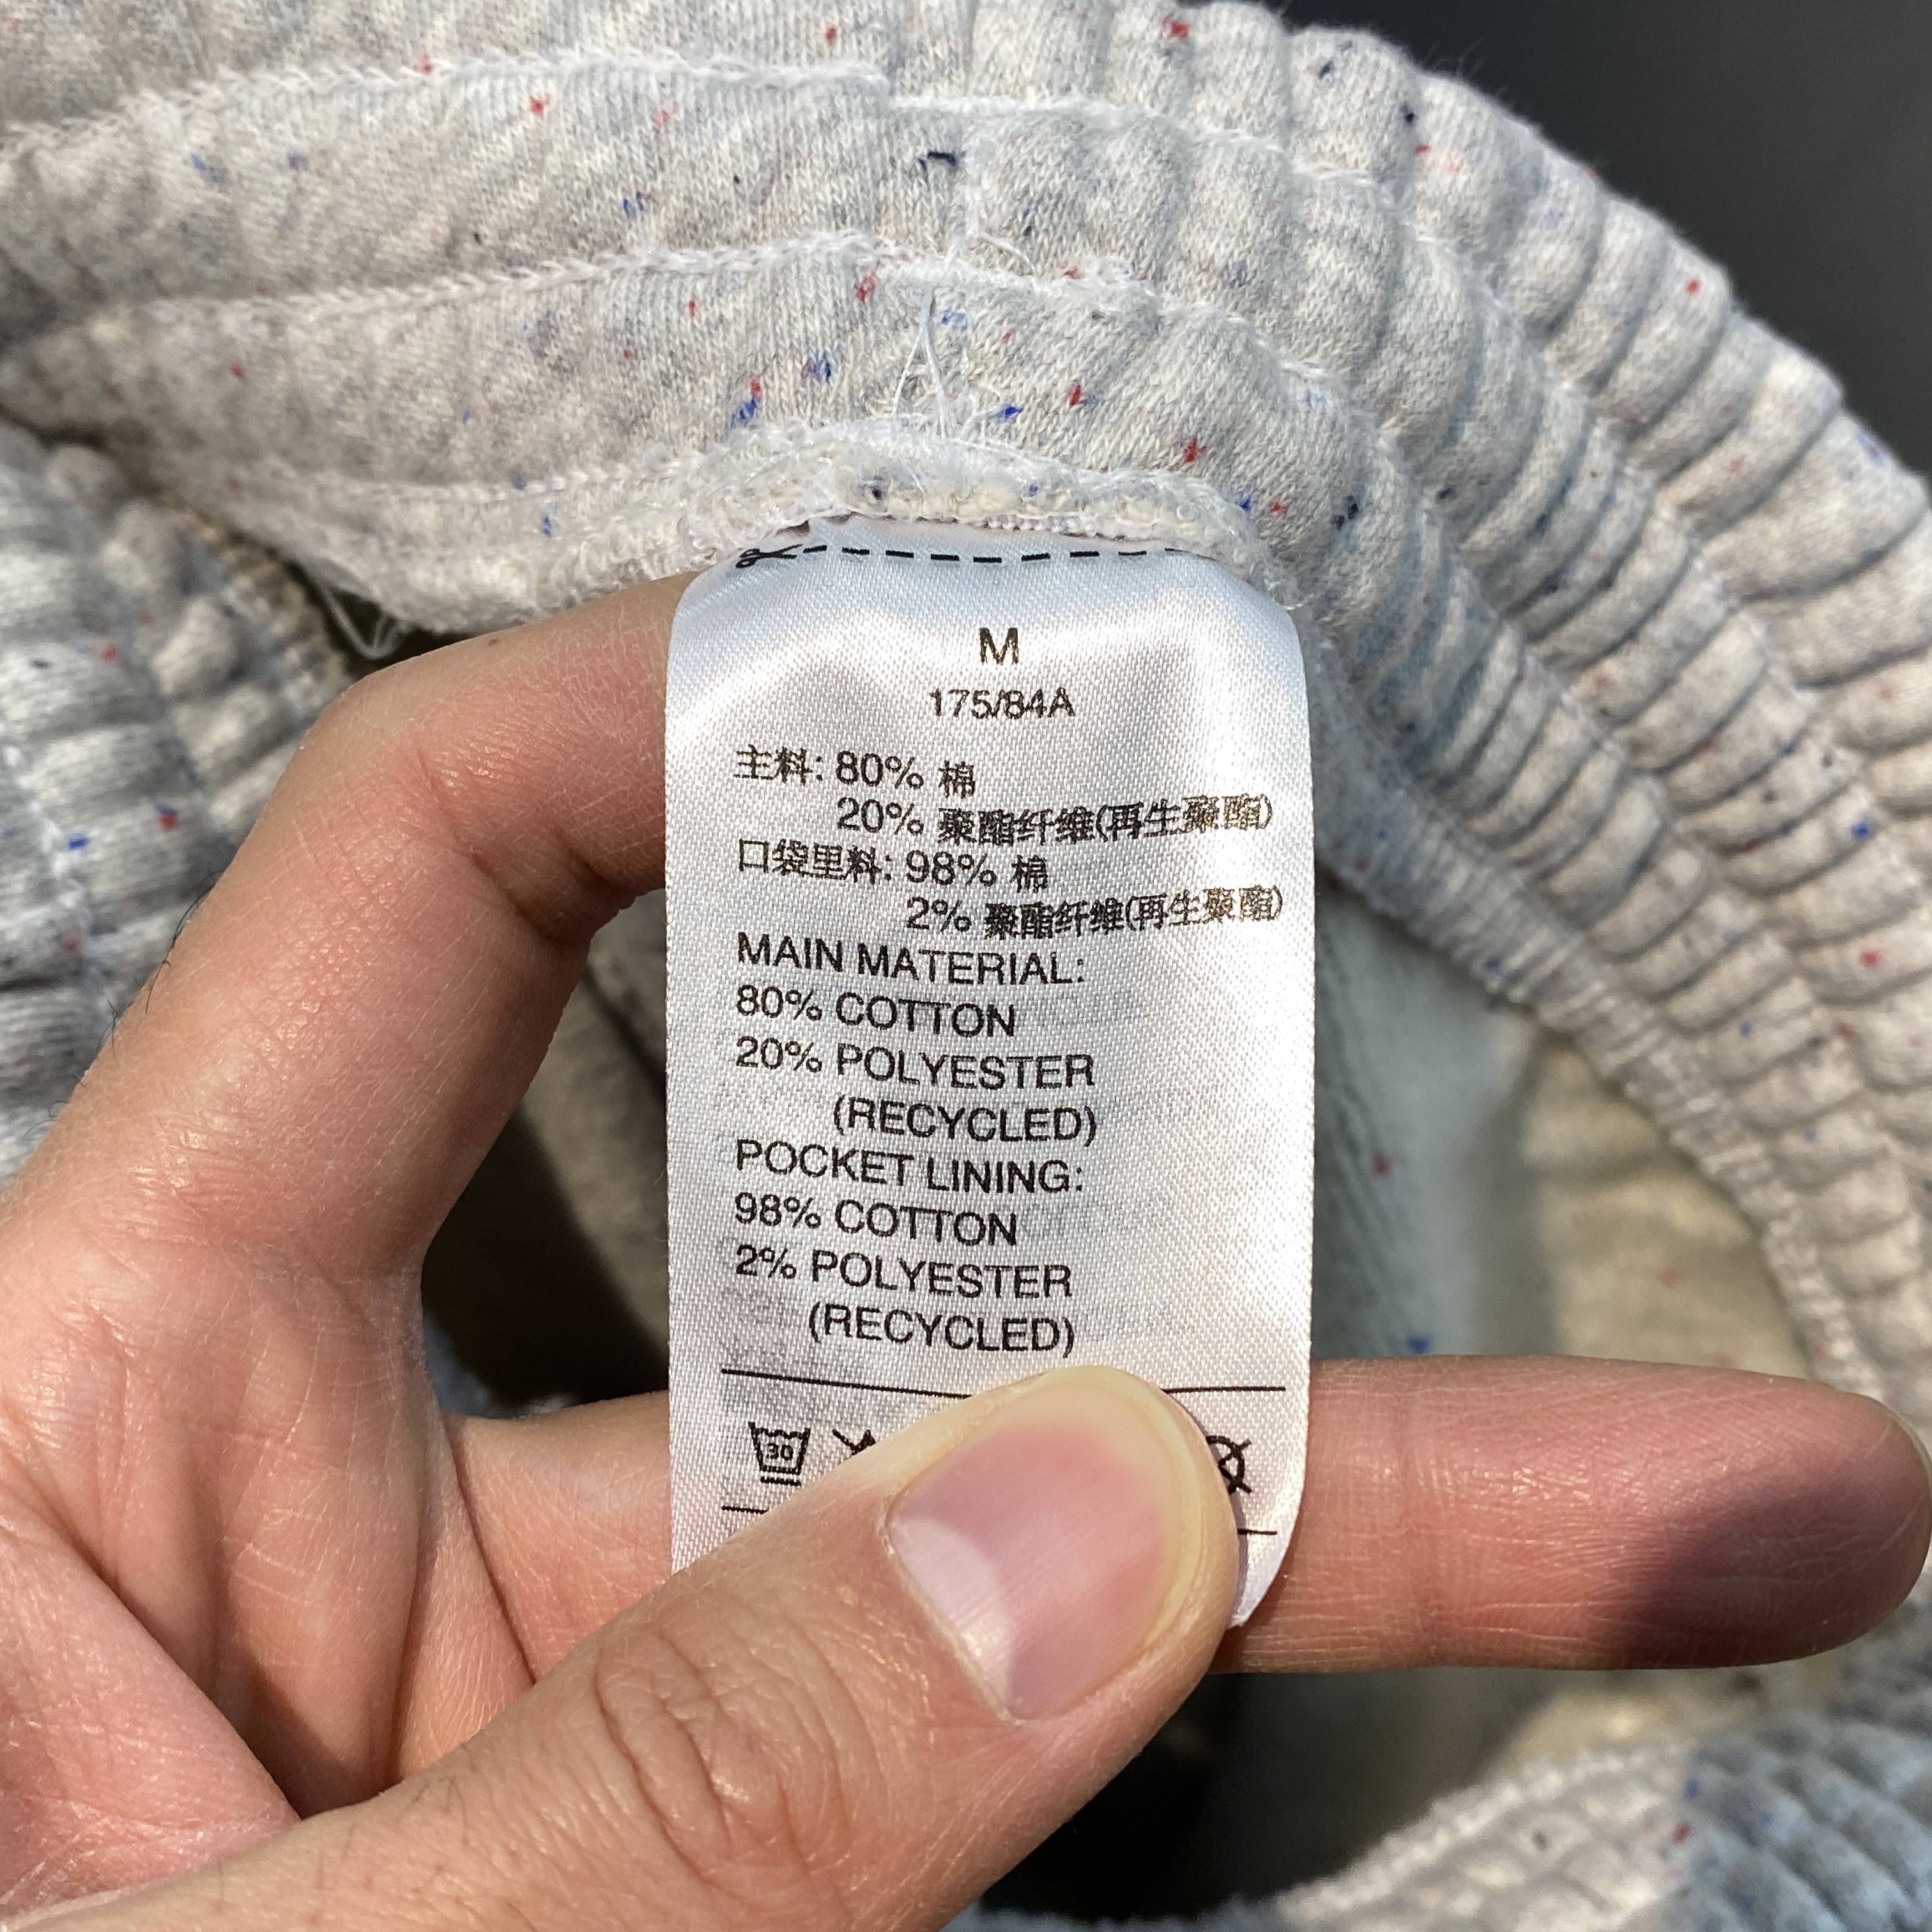 M
175/84A
主料: 80% 棉
20% 聚酯纤维(再生聚酯)
口袋里料: 98% 棉
2% 聚酯纤维(再生聚酯)
MAIN MATERIAL:
80% COTTON
20% POLYESTER
(RECYCLED)
POCKET LINING:
98% COTTON
2% POLYESTER
(RECYCLED)
30